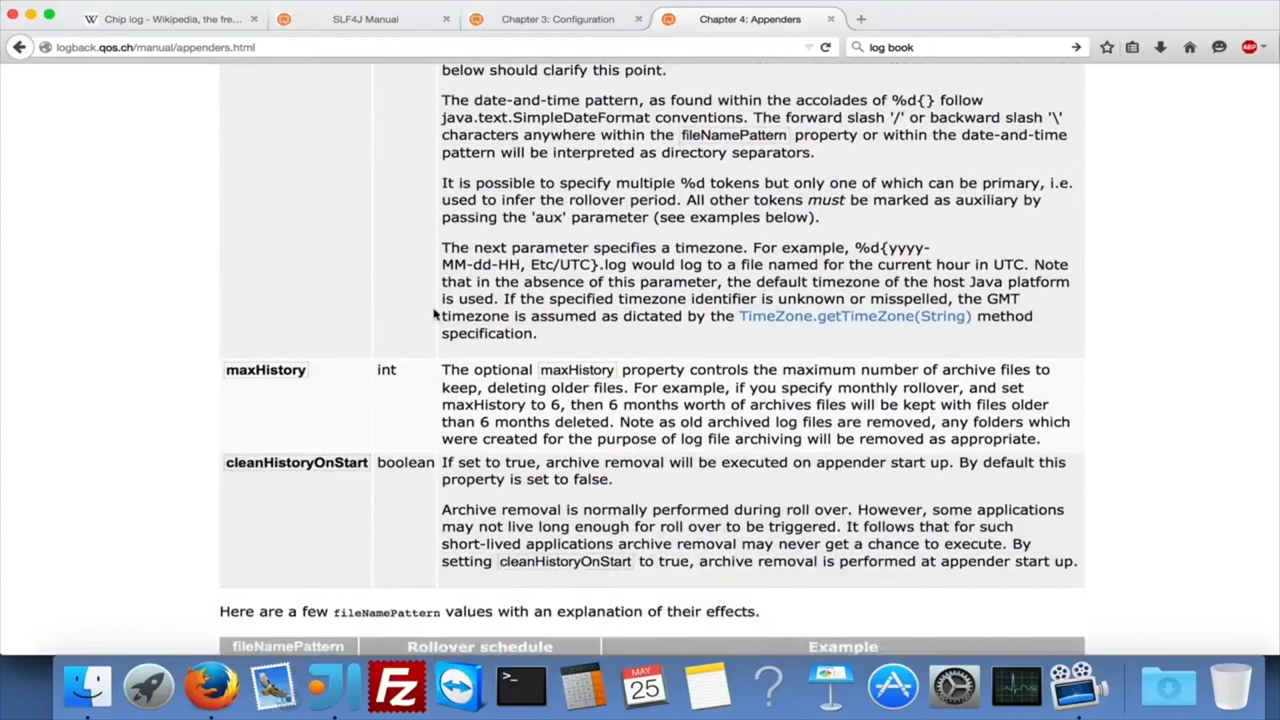 Chip log - Wikipedia, the fre...
SLF4J Manual
Chapter 3: Configuration
Chapter 4: Appenders
logback.qos.ch/manual/appenders.html
log book
ABP
below should clarify this point.
The date-and-time pattern, as found within the accolades of %d{} follow
java.text.SimpleDateFormat conventions. The forward slash '/' or backward slash '\'
characters anywhere within the fileNamePattern property or within the date-and-time
pattern will be interpreted as directory separators.
It is possible to specify multiple %d tokens but only one of which can be primary, i.e.
used to infer the rollover period. All other tokens must be marked as auxiliary by
passing the 'aux' parameter (see examples below).
The next parameter specifies a timezone. For example, %d{yyyy-
MM-dd-HH, Etc/UTC}.log would log to a file named for the current hour in UTC. Note
that in the absence of this parameter, the default timezone of the host Java platform
is used. If the specified timezone identifier is unknown or misspelled, the GMT
timezone is assumed as dictated by the TimeZone.getTimeZone(String) method
specification.
maxHistory int The optional maxHistory property controls the maximum number of archive files to
keep, deleting older files. For example, if you specify monthly rollover, and set
maxHistory to 6, then 6 months worth of archives files will be kept with files older
than 6 months deleted. Note as old archived log files are removed, any folders which
were created for the purpose of log file archiving will be removed as appropriate.
cleanHistoryOnStart boolean If set to true, archive removal will be executed on appender start up. By default this
property is set to false.
Archive removal is normally performed during roll over. However, some applications
may not live long enough for roll over to be triggered. It follows that for such
short-lived applications archive removal may never get a chance to execute. By
setting cleanHistoryOnStart to true, archive removal is performed at appender start up.
Here are a few fileNamePattern values with an explanation of their effects.
fileNamePattern Rollover schedule Example
Fz
>_
MAY
25
?